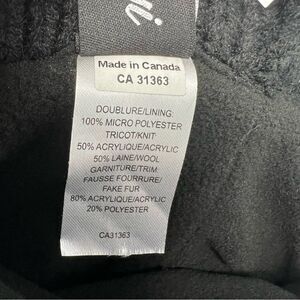 Made in Canada
CA 31363
DOUBLURE/LINING:
100% MICRO POLYESTER
TRICOT/KNIT:
50% ACRYLIQUE/ACRYLIC
50% LAINE/WOOL
GARNITURE/TRIM:
FAUSSE FOURRURE/
FAKE FUR
80% ACRYLIQUE/ACRYLIC
20% POLYESTER
CA31363